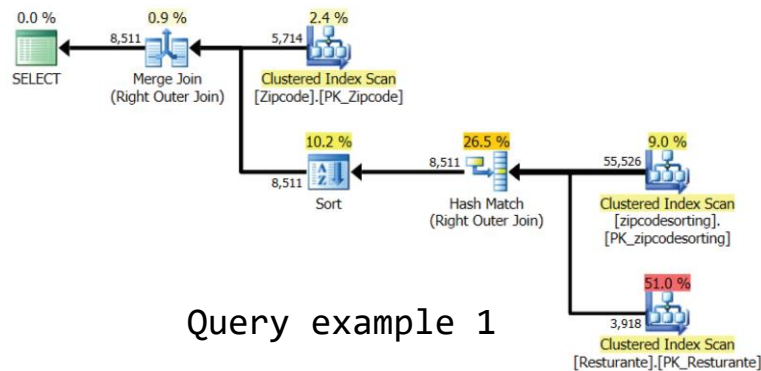 0.0 %
SELECT
8,511
0.9 %
Merge Join
(Right Outer Join)
5,714
2.4 %
Clustered Index Scan
[Zipcode].[PK_Zipcode]
8,511
10.2 %
Sort
8,511
26.5 %
Hash Match
(Right Outer Join)
55,526
9.0 %
Clustered Index Scan
[zipcodesorting].
[PK_zipcodesorting]
3,918
51.0 %
Clustered Index Scan
[Resturante].[PK_Resturante]
Query example 1